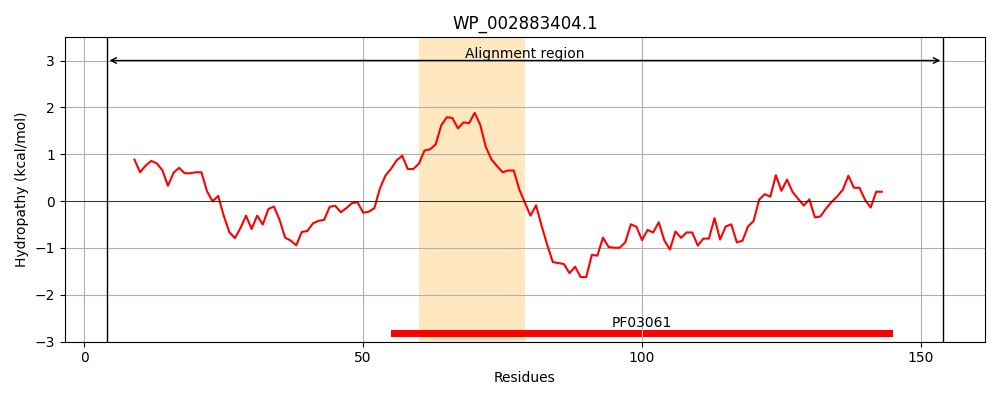 WP_002883404.1
Alignment region
Hydropathy (kcal/mol)
3
2
1
0
−1
−2
−3
PF03061
0
50
100
150
Residues